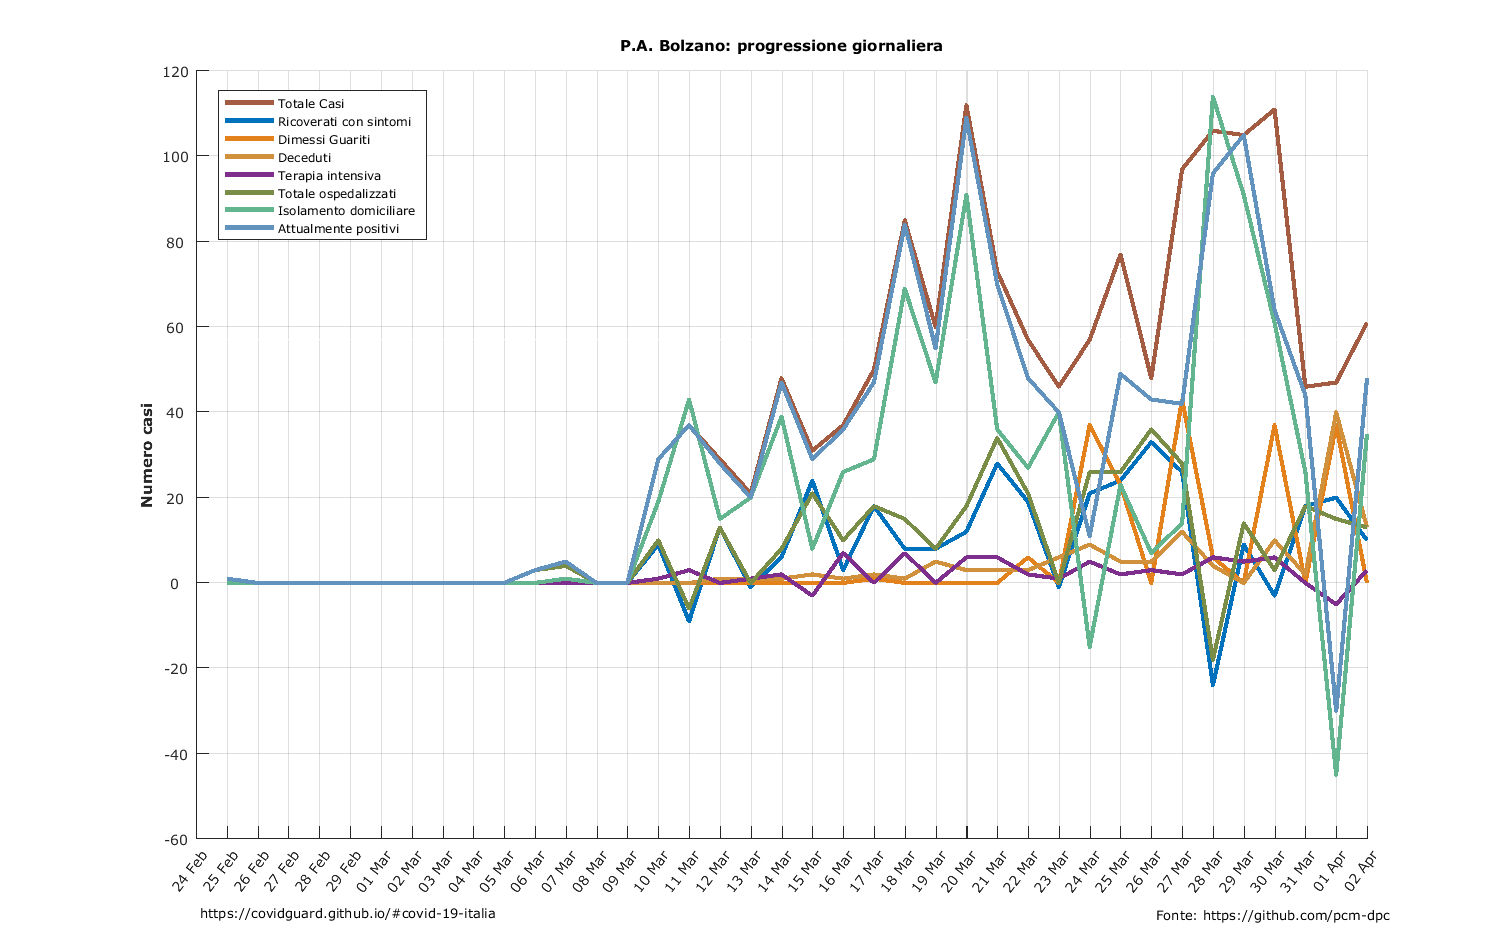 P.A. Bolzano: progressione giornaliera
120
100
80
60
40
20
0
-20
-40
-60
Numero casi
Totale Casi
Ricoverati con sintomi
Dimessi Guariti
Deceduti
Terapia intensiva
Totale ospedalizzati
Isolamento domiciliare
Attualmente positivi
24 Feb
25 Feb
26 Feb
27 Feb
28 Feb
29 Feb
01 Mar
02 Mar
03 Mar
04 Mar
05 Mar
06 Mar
07 Mar
08 Mar
09 Mar
10 Mar
11 Mar
12 Mar
13 Mar
14 Mar
15 Mar
16 Mar
17 Mar
18 Mar
19 Mar
20 Mar
21 Mar
22 Mar
23 Mar
24 Mar
25 Mar
26 Mar
27 Mar
28 Mar
29 Mar
30 Mar
31 Mar
01 Apr
02 Apr
https://covidguard.github.io/#covid-19-italia
Fonte: https://github.com/pcm-dpc